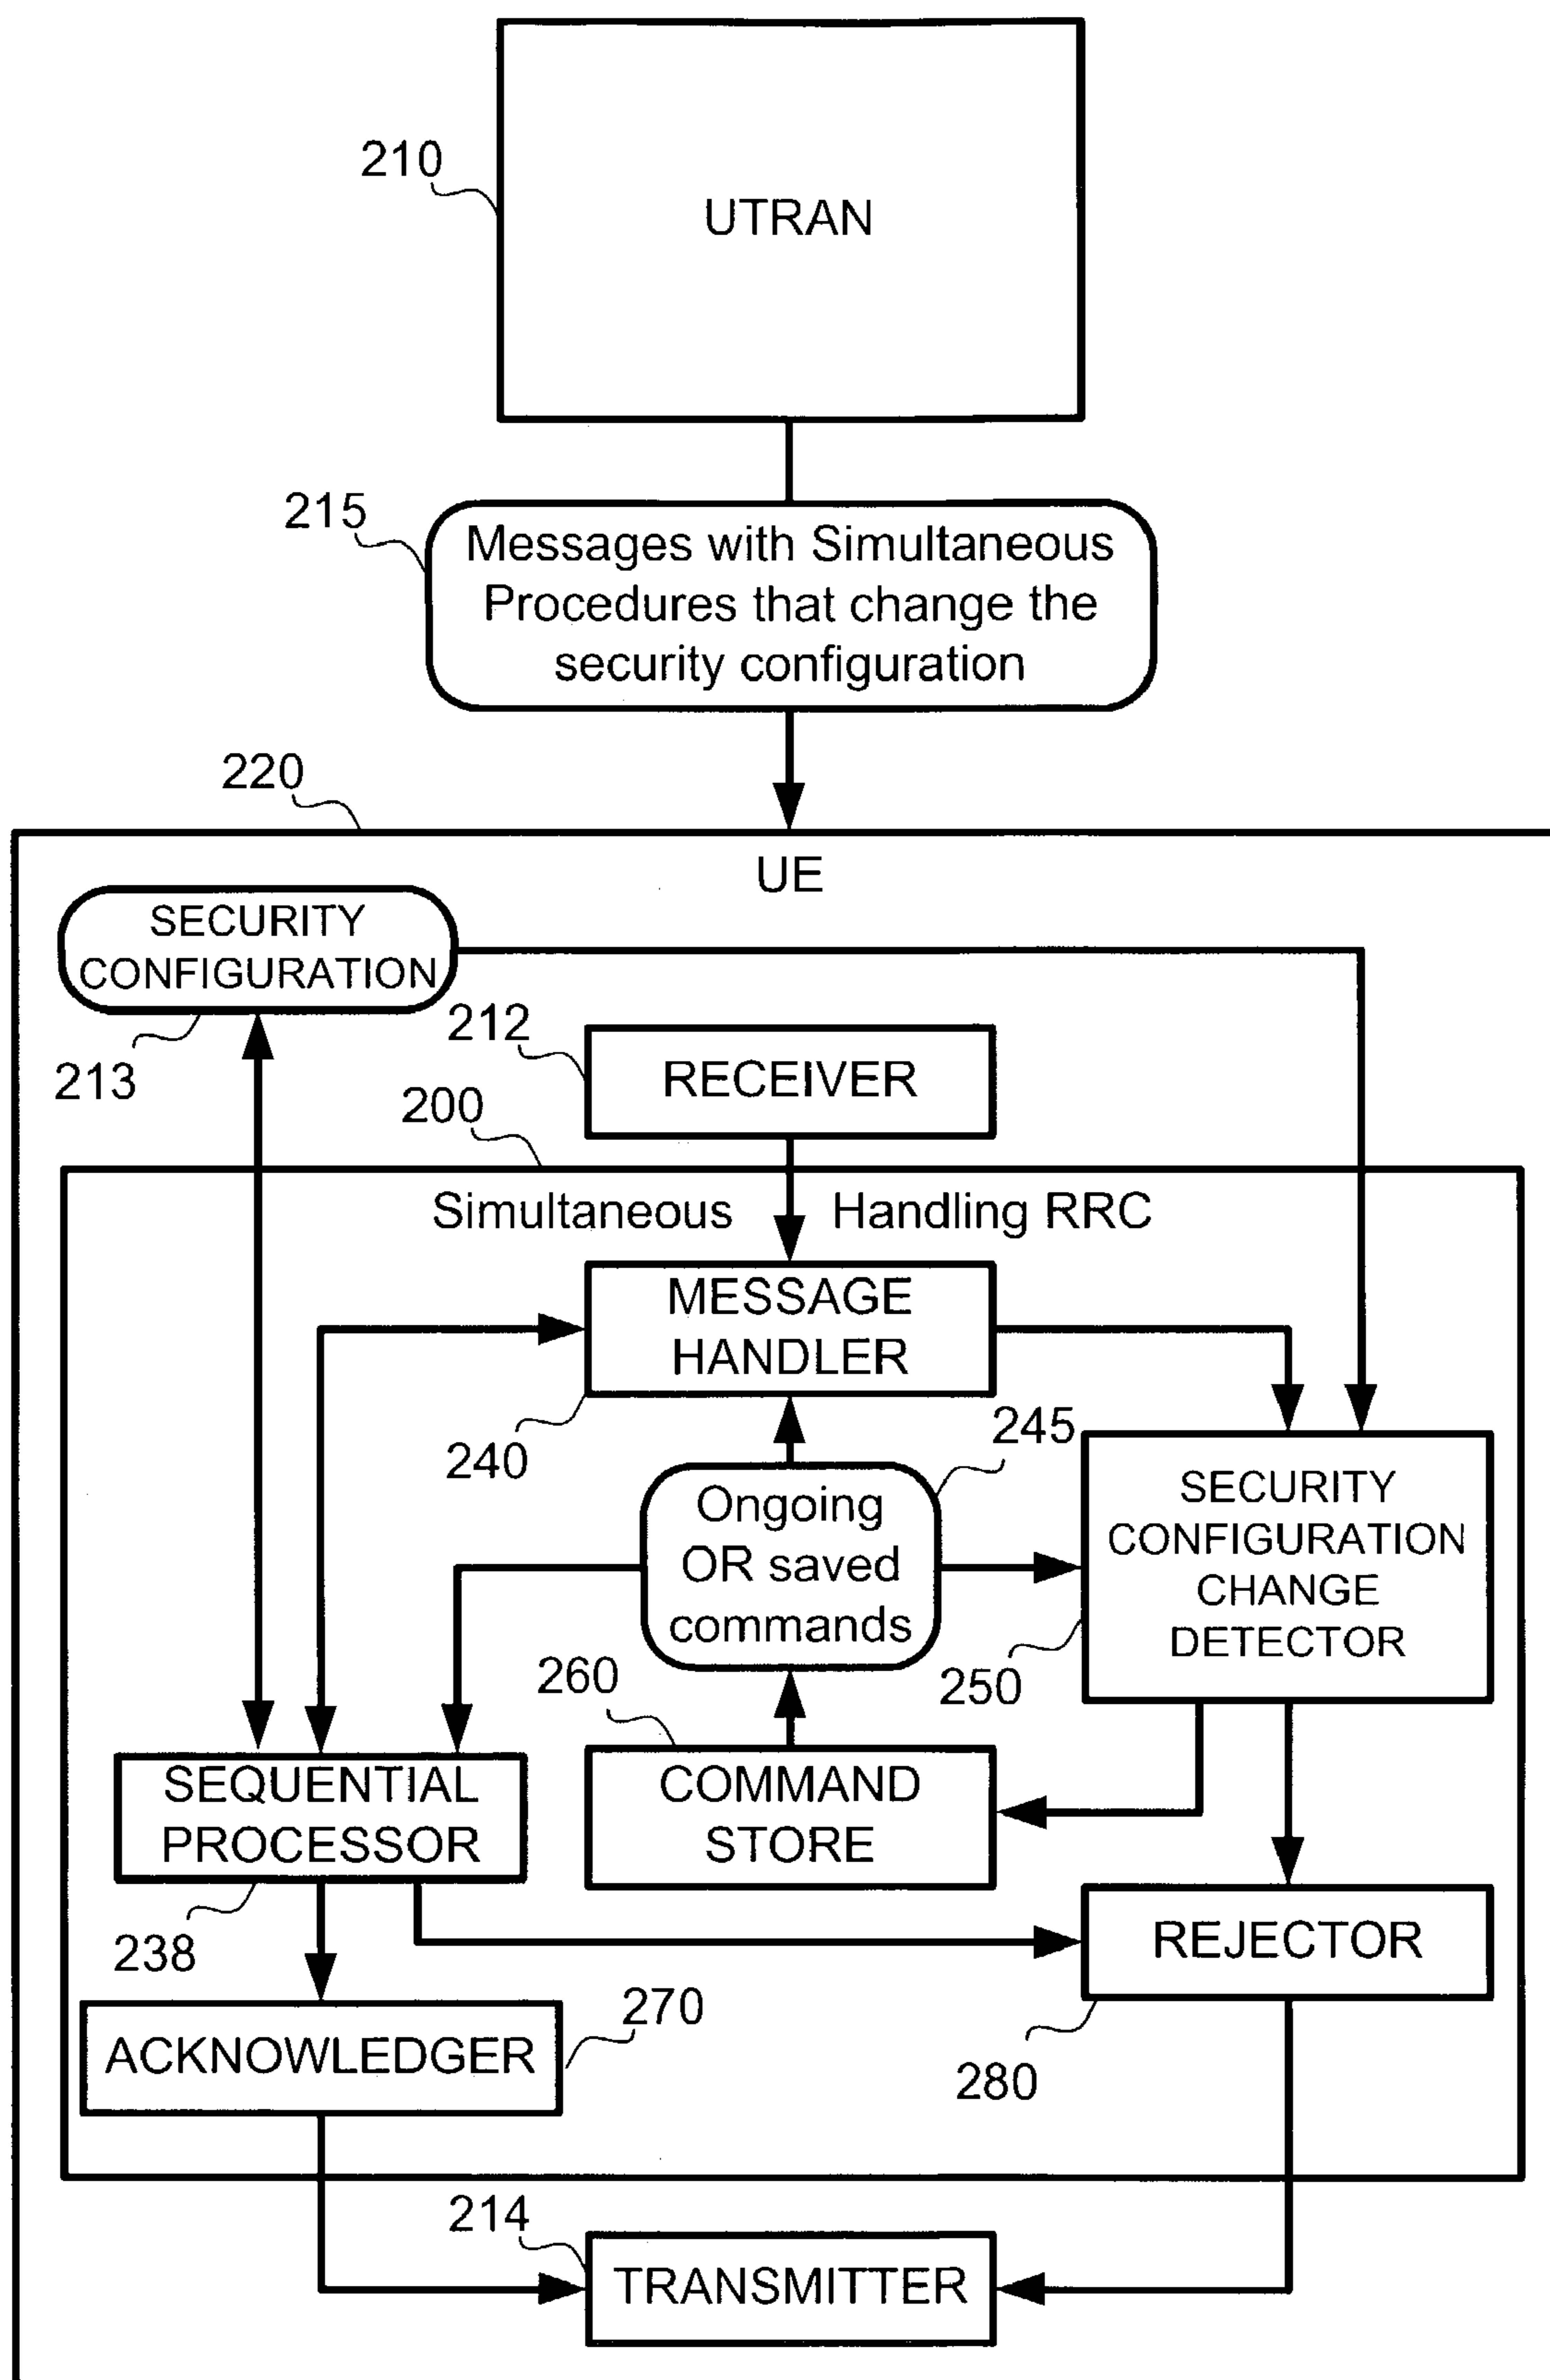 210
UTRAN
215
Messages with Simultaneous
Procedures that change the
security configuration
220
UE
SECURITY
CONFIGURATION
213
212
RECEIVER
200
Simultaneous Handling RRC
MESSAGE
HANDLER
240
245
Ongoing
OR saved
commands
SECURITY
CONFIGURATION
CHANGE
DETECTOR
250
260
SEQUENTIAL
PROCESSOR
COMMAND
STORE
238
REJECTOR
270
ACKNOWLEDGER
280
214
TRANSMITTER